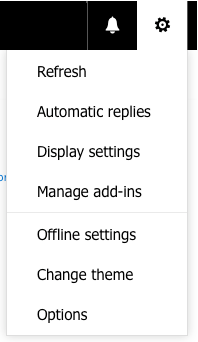 Refresh
Automatic replies
Display settings
Manage add-ins
Offline settings
Change theme
Options